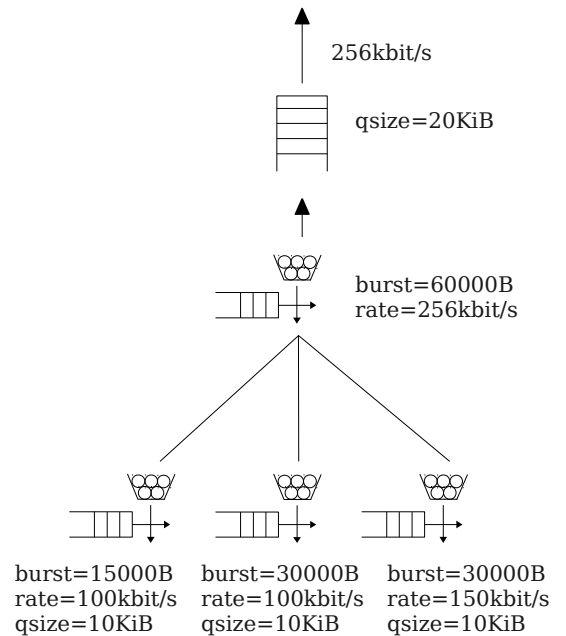 256kbit/s
qsize=20KiB
burst=60000B
rate=256kbit/s
burst=15000B
rate=100kbit/s
qsize=10KiB
burst=30000B
rate=100kbit/s
qsize=10KiB
burst=30000B
rate=150kbit/s
qsize=10KiB